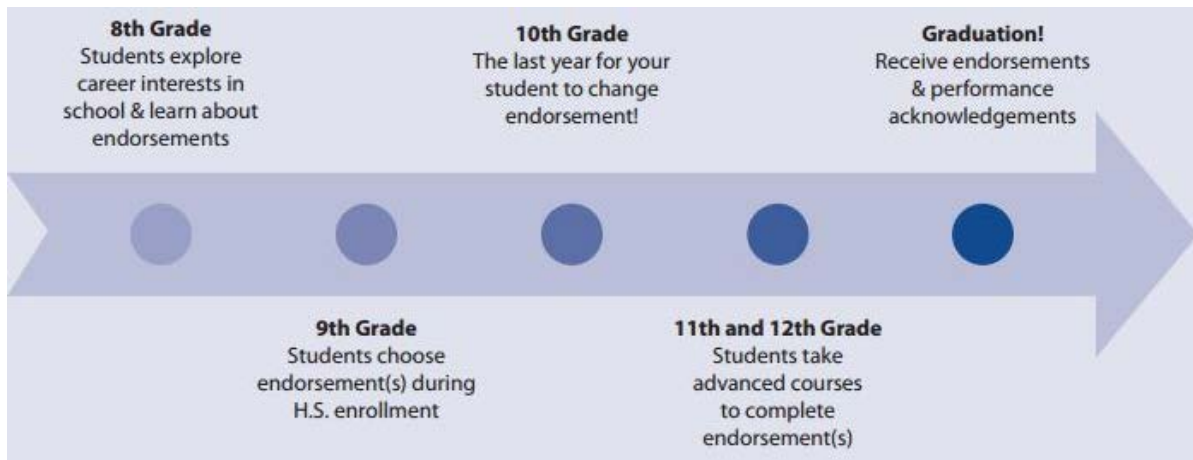 8th Grade
Students explore
career interests in
school & learn about
endorsements
9th Grade
Students choose
endorsement(s) during
H.S. enrollment
10th Grade
The last year for your
student to change
endorsement!
11th and 12th Grade
Students take
advanced courses
to complete
endorsement(s)
Graduation!
Receive endorsements
& performance
acknowledgements